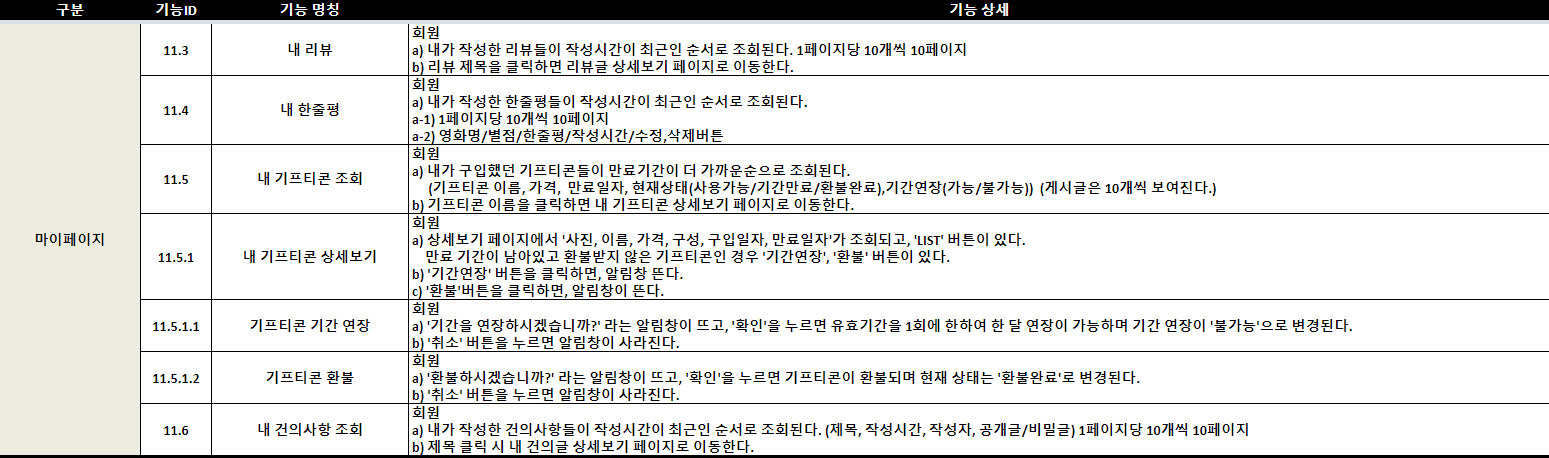 구분 기능ID 기능 명칭 기능 상세
마이페이지
11.3 내 리뷰
회원
a) 내가 작성한 리뷰들이 작성시간이 최근인 순서로 조회된다. 1페이지당 10개씩 10페이지
b) 리뷰 제목을 클릭하면 리뷰글 상세보기 페이지로 이동한다.
11.4 내 한줄평
회원
a) 내가 작성한 한줄평들이 작성시간이 최근인 순서로 조회된다.
a-1) 1페이지당 10개씩 10페이지
a-2) 영화명/별점/한줄평/작성시간/수정,삭제버튼
11.5 내 기프티콘 조회
회원
a) 내가 구입했던 기프티콘들이 만료기간이 더 가까운순으로 조회된다.
(기프티콘 이름, 가격, 만료일자, 현재상태(사용가능/기간만료/환불완료),기간연장(가능/불가능)) (게시글은 10개씩 보여진다.)
b) 기프티콘 이름을 클릭하면 내 기프티콘 상세보기 페이지로 이동한다.
11.5.1 내 기프티콘 상세보기
회원
a) 상세보기 페이지에서 '사진, 이름, 가격, 구성, 구입일자, 만료일자'가 조회되고, 'LIST' 버튼이 있다.
만료 기간이 남아있고 환불받지 않은 기프티콘인 경우 '기간연장', '환불' 버튼이 있다.
b) '기간연장' 버튼을 클릭하면, 알림창 뜬다.
c) '환불'버튼을 클릭하면, 알림창이 뜬다.
11.5.1.1 기프티콘 기간 연장
회원
a) '기간을 연장하시겠습니까?' 라는 알림창이 뜨고, '확인'을 누르면 유효기간을 1회에 한하여 한 달 연장이 가능하며 기간 연장이 '불가능'으로 변경된다.
b) '취소' 버튼을 누르면 알림창이 사라진다.
11.5.1.2 기프티콘 환불
회원
a) '환불하시겠습니까?' 라는 알림창이 뜨고, '확인'을 누르면 기프티콘이 환불되며 현재 상태는 '환불완료'로 변경된다.
b) '취소' 버튼을 누르면 알림창이 사라진다.
11.6 내 건의사항 조회
회원
a) 내가 작성한 건의사항들이 작성시간이 최근인 순서로 조회된다. (제목, 작성시간, 작성자, 공개글/비밀글) 1페이지당 10개씩 10페이지
b) 제목 클릭 시 내 건의글 상세보기 페이지로 이동한다.